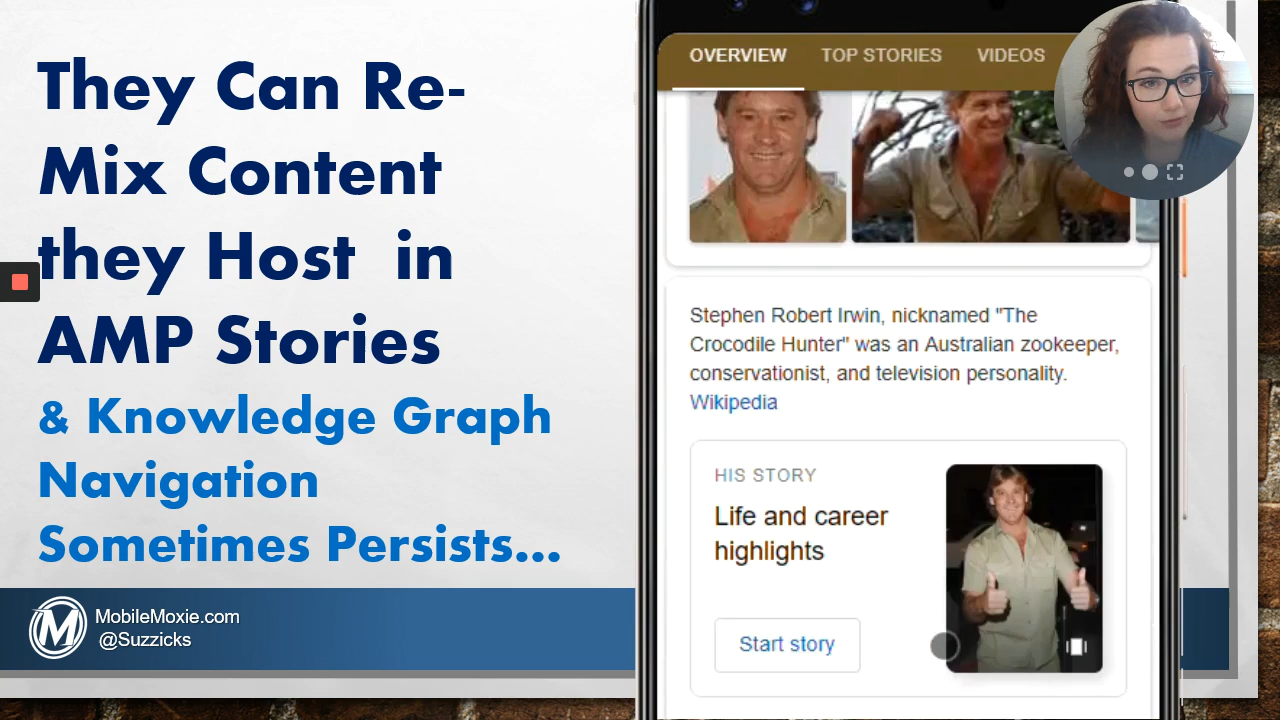 They Can Re-
Mix Content
they Host in
AMP Stories
& Knowledge Graph
Navigation
Sometimes Persists...
M
MobileMoxie.com
@Suzzicks
OVERVIEW TOP STORIES VIDEOS
Stephen Robert Irwin, nicknamed "The
Crocodile Hunter" was an Australian zookeeper,
conservationist, and television personality.
Wikipedia
HIS STORY
Life and career
highlights
Start story